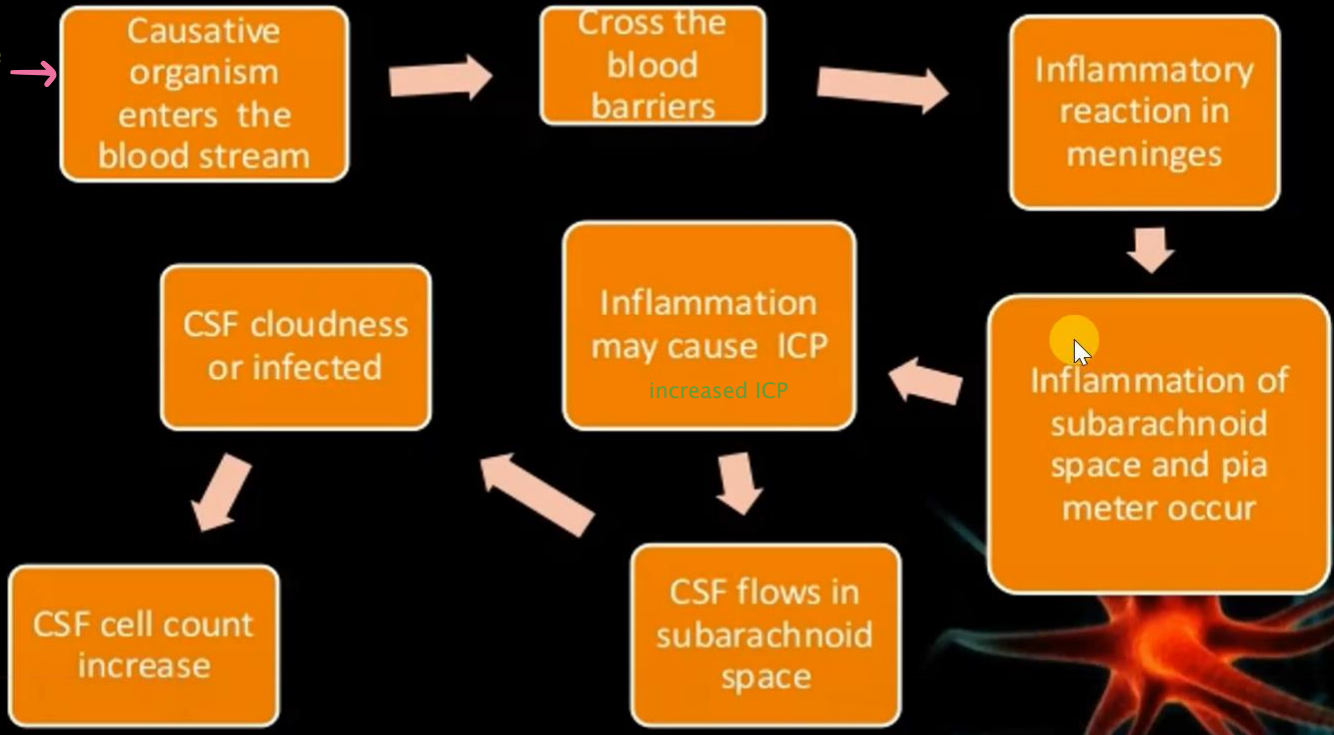 Causative
organism
enters the
blood stream
Cross the
blood
barriers
Inflammatory
reaction in
meninges
Inflammation of
subarachnoid
space and pia
meter occur
Inflammation
may cause ICP
increased ICP
CSF flows in
subarachnoid
space
CSF cloudness
or infected
CSF cell count
increase